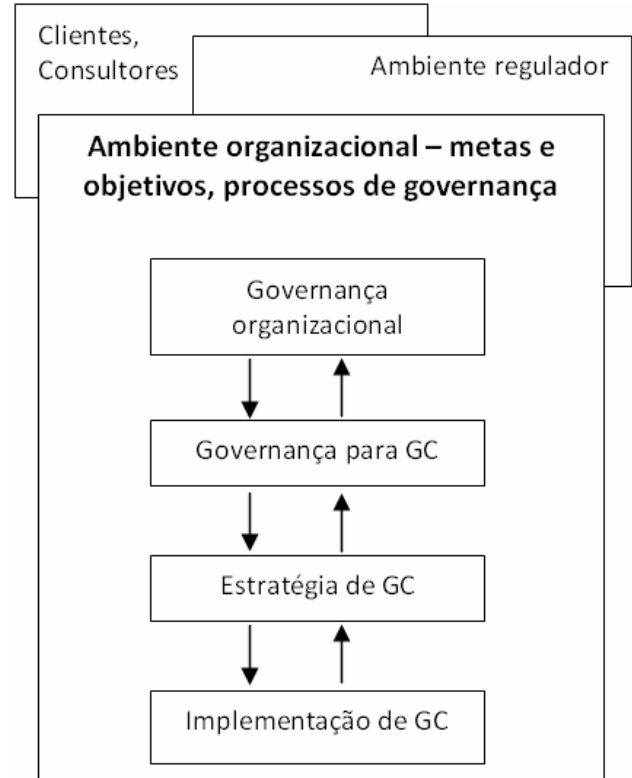 Clientes,
Consultores
Ambiente regulador
Ambiente organizacional – metas e
objetivos, processos de governança
Governança
organizacional
Governança para GC
Estratégia de GC
Implementação de GC